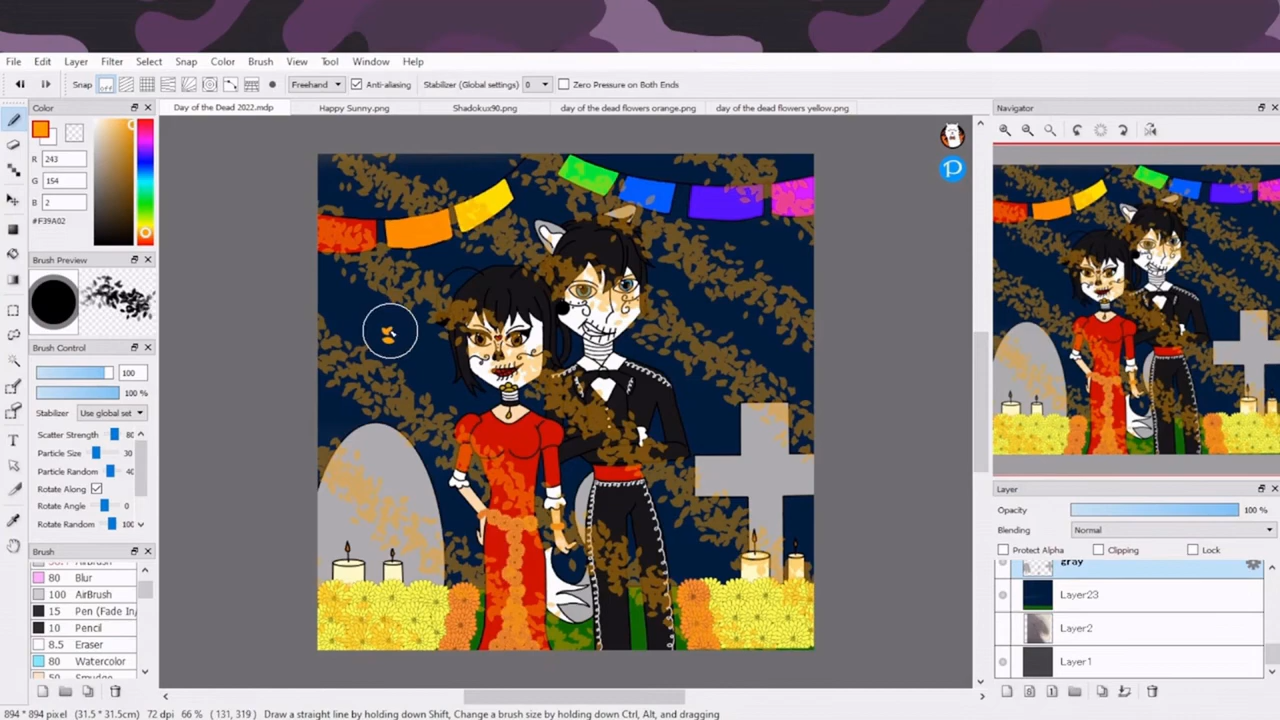 File Edit Layer Filter Select Snap Color Brush View Tool Window Help
Snap off Freehand Anti-aliasing Stabilizer (Global settings) 0 Zero Pressure on Both Ends
Color
Day of the Dead 2022.mdp Happy Sunny.png Shadokux90.png day of the dead flowers orange.png day of the dead flowers yellow.png
Navigator
R 243
G 154
B 2
#F39A02
Brush Preview
Brush Control
100
100 %
Stabilizer Use global set
Scatter Strength 80
Particle Size 30
Particle Random 40
Rotate Along
Rotate Angle 0
Rotate Random 100
Brush
AirBrush
80 Blur
100 AirBrush
15 Pen (Fade In/
10 Pencil
8.5 Eraser
80 Watercolor
50 Smudge
Layer
Opacity 100 %
Blending Normal
Protect Alpha Clipping Lock
gray
Layer23
Layer2
Layer1
894 * 894 pixel (31.5 * 31.5cm) 72 dpi 66 % ( 131, 319 ) Draw a straight line by holding down Shift, Change a brush size by holding down Ctrl, Alt, and dragging